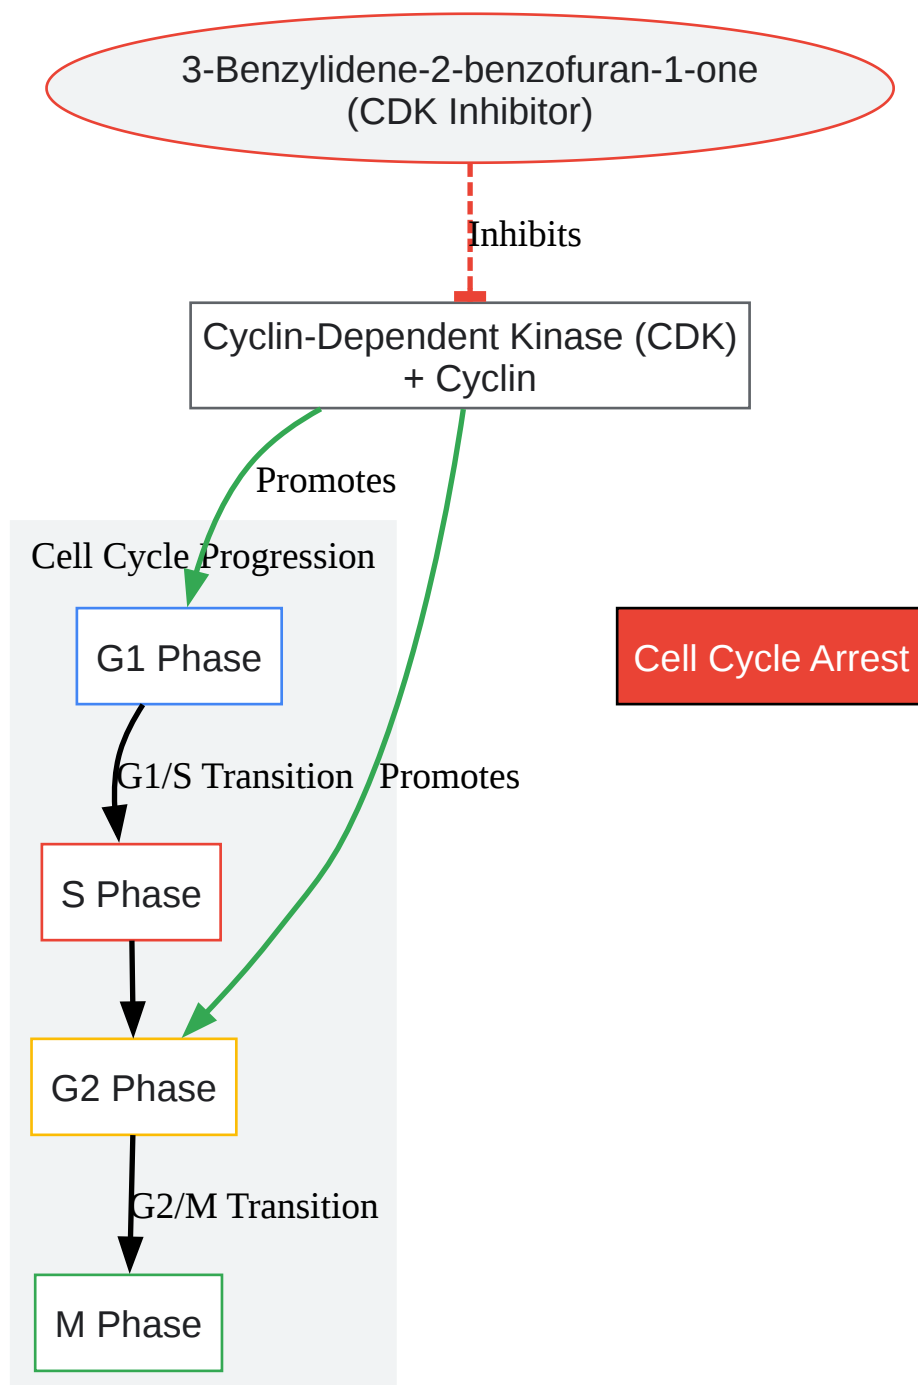 3-Benzylidene-2-benzofuran-1-one
(CDK Inhibitor)
Inhibits
Cyclin-Dependent Kinase (CDK)
+ Cyclin
Promotes
Cell Cycle Progression
G1 Phase
Cell Cycle Arrest
G1/S Transition
Promotes
S Phase
G2 Phase
G2/M Transition
M Phase